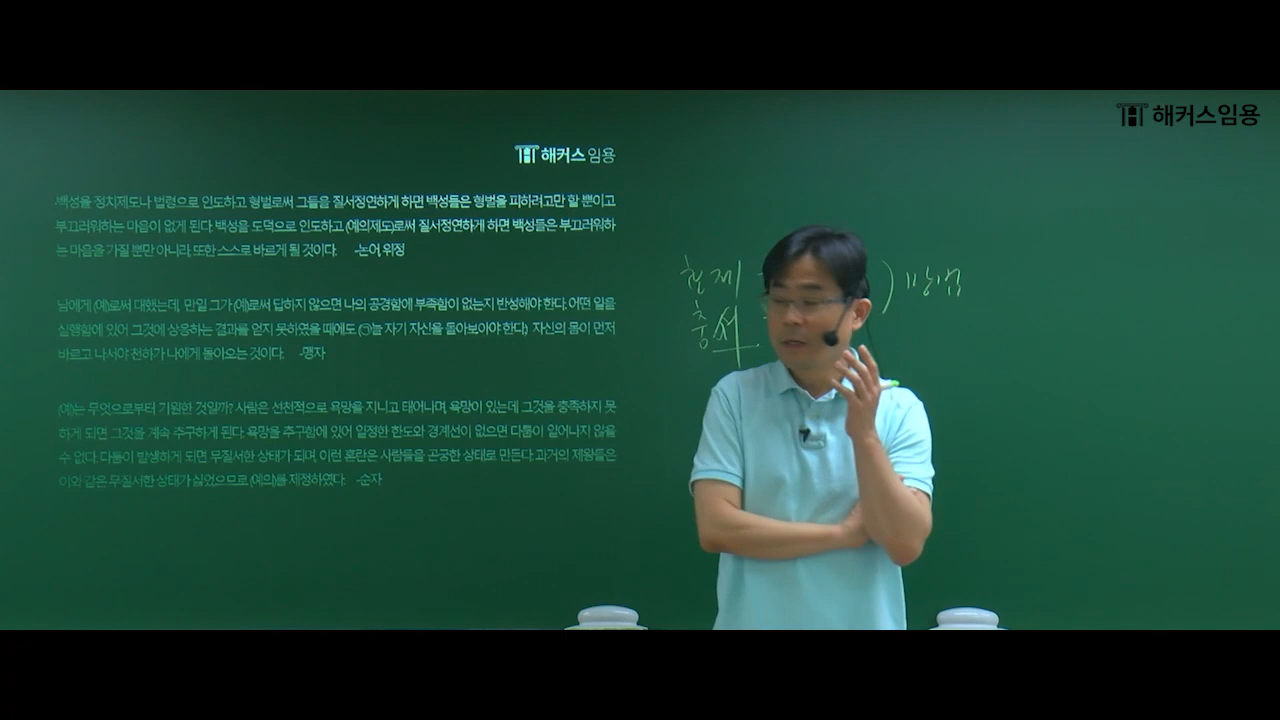 해커스임용
해커스 임용
백성을 정치제도나 법령으로 인도하고 형벌로써 그들을 질서정연하게 하면 백성들은 형벌을 피하려고만 할 뿐이고
부끄러워하는 마음이 없게 된다. 백성을 도덕으로 인도하고 (예의제도)로써 질서정연하게 하면 백성들은 부끄러워하
는 마음을 가질 뿐만 아니라, 또한 스스로 바르게 될 것이다. -논어, 위정
남에게 (예)로써 대했는데, 만일 그가 (예)로써 답하지 않으면 나의 공경함에 부족함이 없는지 반성해야 한다. 어떤 일을
실행함에 있어 그것에 상응하는 결과를 얻지 못하였을 때에도 (㉠늘 자기 자신을 돌아보아야 한다.) 자신의 몸이 먼저
바르고 나서야 천하가 나에게 돌아오는 것이다. -맹자
(예)는 무엇으로부터 기원한 것일까? 사람은 선천적으로 욕망을 지니고 태어나며, 욕망이 있는데 그것을 충족하지 못
하게 되면 그것을 계속 추구하게 된다. 욕망을 추구함에 있어 일정한 한도와 경계선이 없으면 다툼이 일어나지 않을
수 없다. 다툼이 발생하게 되면 무질서한 상태가 되며, 이런 혼란은 사람들을 곤궁한 상태로 만든다. 과거의 제왕들은
이와 같은 무질서한 상태가 싫었으므로 (예의)를 제정하였다. -순자
) 방법
충서